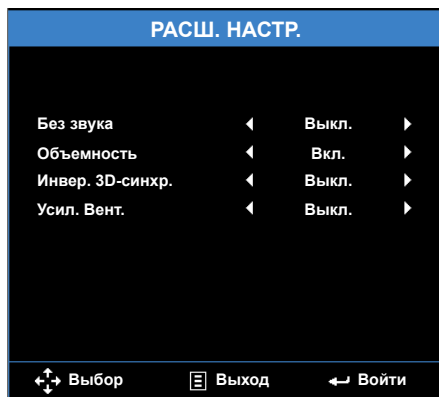 РАСШ. НАСТР.
Без звука Выкл.
Объемность Вкл.
Инвер. 3D-синхр. Выкл.
Усил. Вент. Выкл.
Выбор Выход Войти